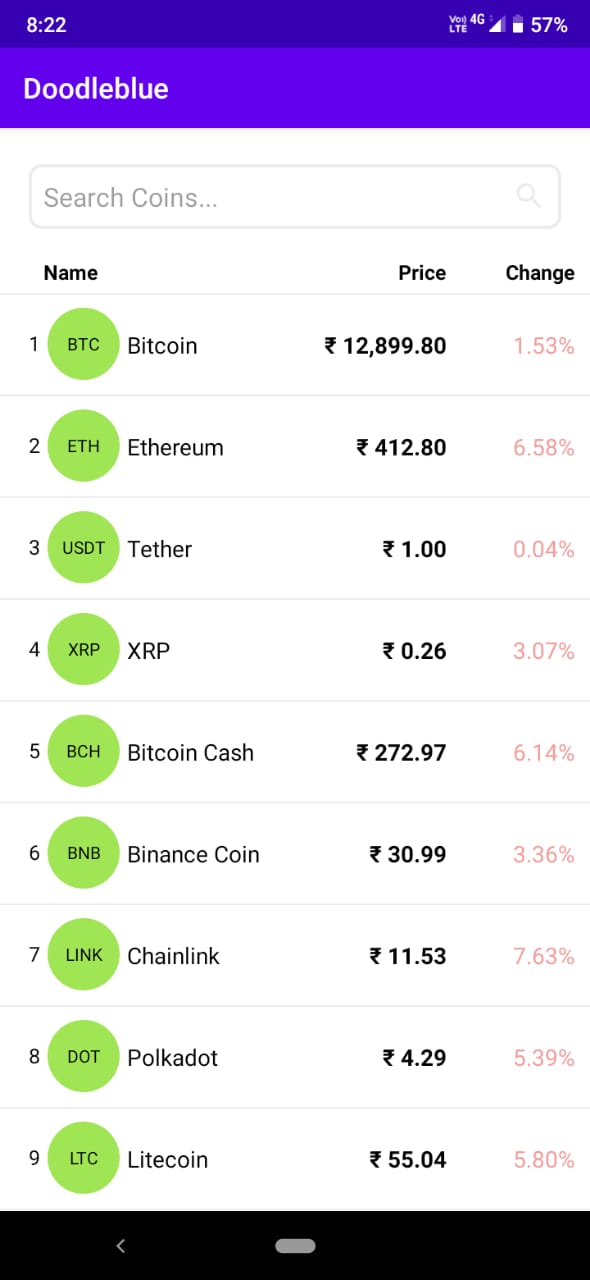 8:22 Vo) LTE 4G 57%
Doodleblue
Search Coins...
Name Price Change
1 BTC Bitcoin ₹ 12,899.80 1.53%
2 ETH Ethereum ₹ 412.80 6.58%
3 USDT Tether ₹ 1.00 0.04%
4 XRP XRP ₹ 0.26 3.07%
5 BCH Bitcoin Cash ₹ 272.97 6.14%
6 BNB Binance Coin ₹ 30.99 3.36%
7 LINK Chainlink ₹ 11.53 7.63%
8 DOT Polkadot ₹ 4.29 5.39%
9 LTC Litecoin ₹ 55.04 5.80%